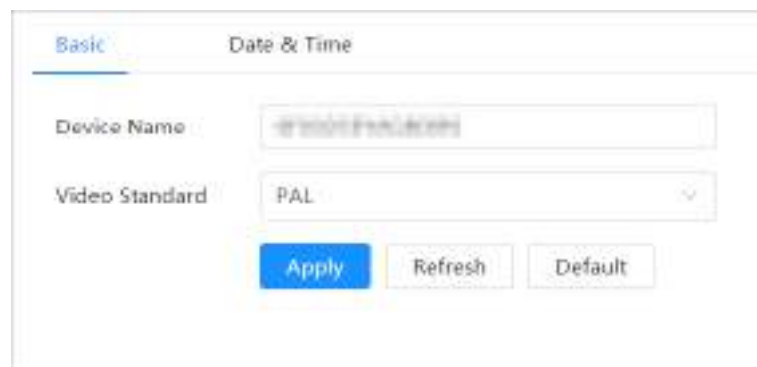 Basic Date & Time
Device Name
Video Standard PAL
Apply Refresh Default